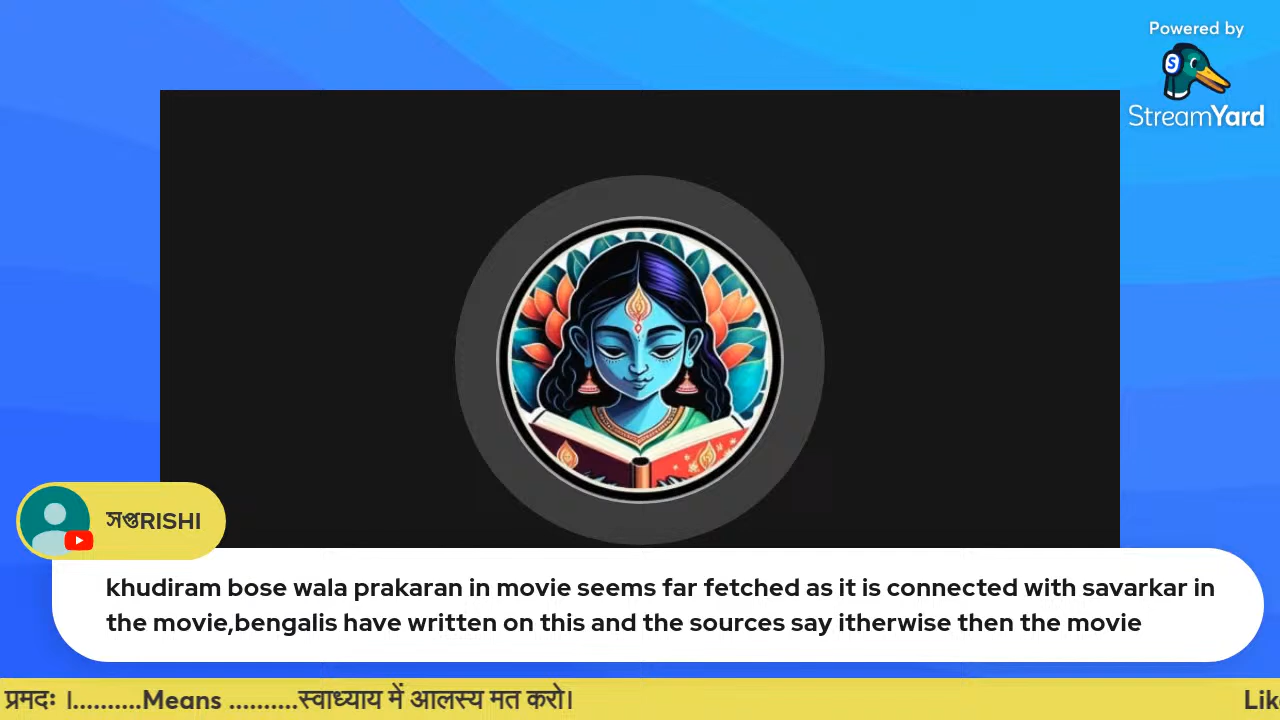 Powered by
S
StreamYard
সপ্তRISHI
khudiram bose wala prakaran in movie seems far fetched as it is connected with savarkar in
the movie,bengalis have written on this and the sources say itherwise then the movie
प्रमदः ।..........Means ..........स्वाध्याय में आलस्य मत करो। Lik